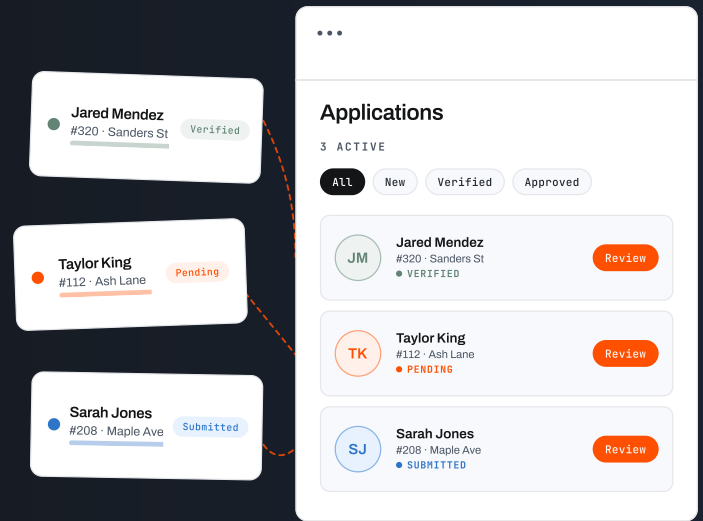 Jared Mendez
#320 · Sanders St
Verified
Taylor King
#112 · Ash Lane
Pending
Sarah Jones
#208 · Maple Ave
Submitted
Applications
3 ACTIVE
All New Verified Approved
JM
Jared Mendez
#320 · Sanders St
VERIFIED
Review
TK
Taylor King
#112 · Ash Lane
PENDING
Review
SJ
Sarah Jones
#208 · Maple Ave
SUBMITTED
Review